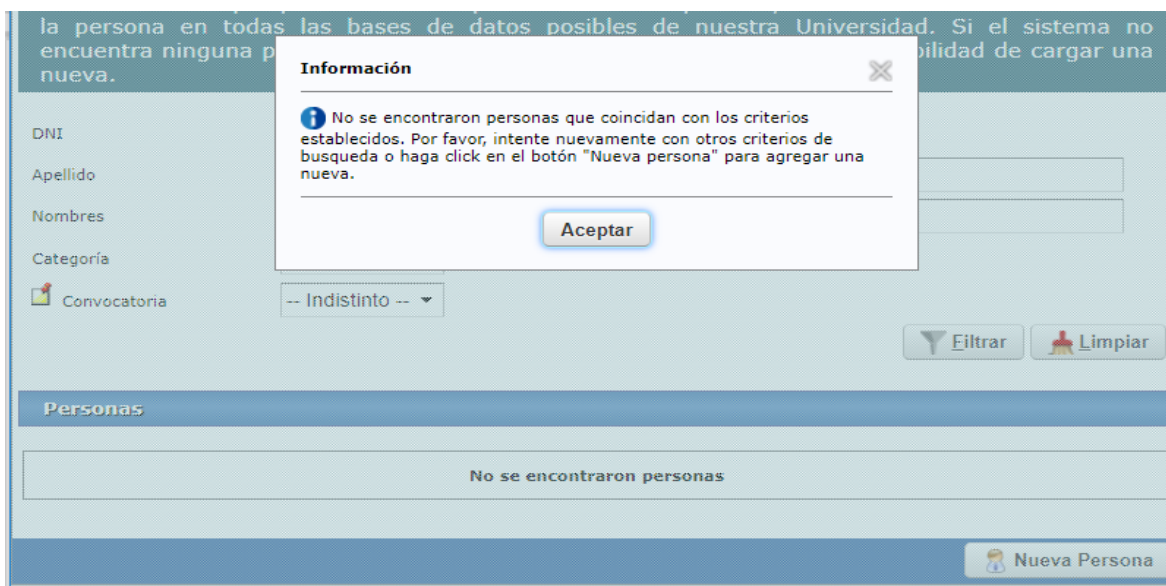 la persona en todas las bases de datos posibles de nuestra Universidad. Si el sistema no
encuentra ninguna p
bilidad de cargar una
nueva.
Información
No se encontraron personas que coincidan con los criterios
establecidos. Por favor, intente nuevamente con otros criterios de
busqueda o haga click en el botón "Nueva persona" para agregar una
nueva.
Aceptar
DNI
Apellido
Nombres
Categoría
Convocatoria
-- Indistinto --
Filtrar
Limpiar
Personas
No se encontraron personas
Nueva Persona